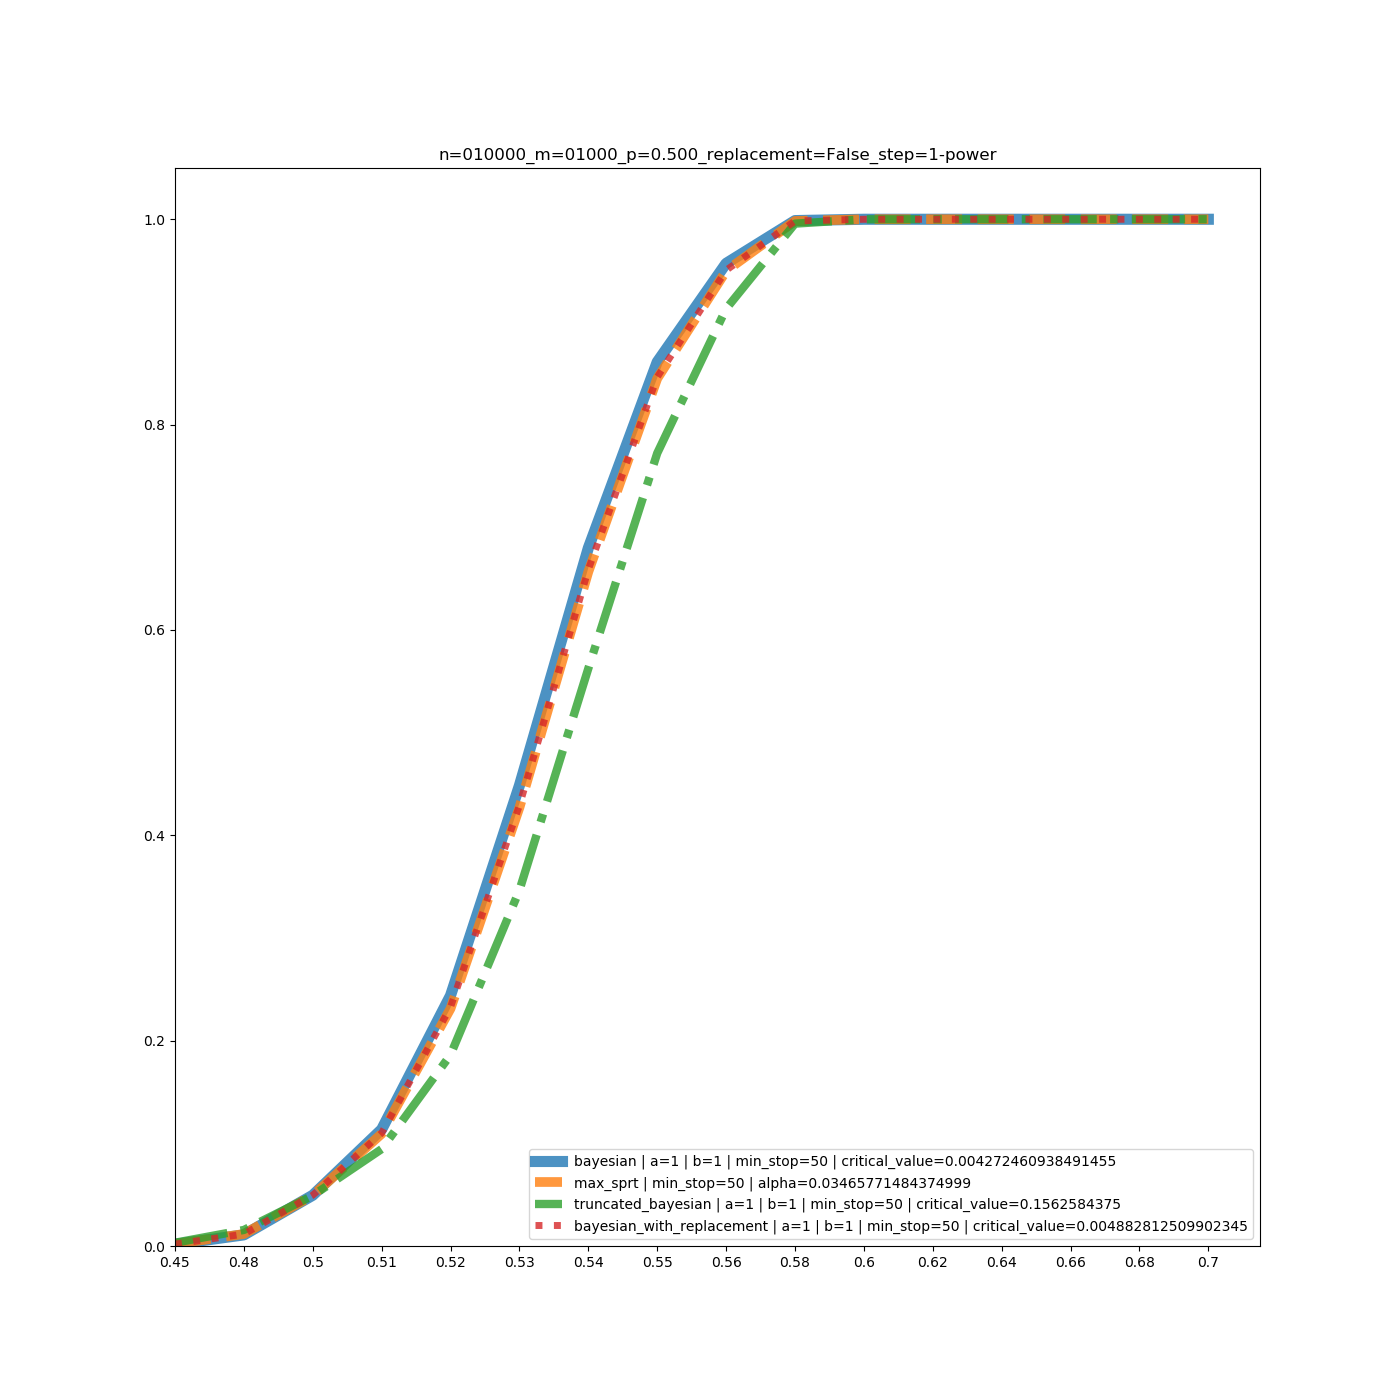 n=010000_m=01000_p=0.500_replacement=False_step=1-power
1.0
0.8
0.6
0.4
0.2
0.0
0.45 0.48 0.5 0.51 0.52 0.53 0.54 0.55 0.56 0.58 0.6 0.62 0.64 0.66 0.68 0.7
bayesian | a=1 | b=1 | min_stop=50 | critical_value=0.004272460938491455
max_sprt | min_stop=50 | alpha=0.03465771484374999
truncated_bayesian | a=1 | b=1 | min_stop=50 | critical_value=0.1562584375
bayesian_with_replacement | a=1 | b=1 | min_stop=50 | critical_value=0.004882812509902345